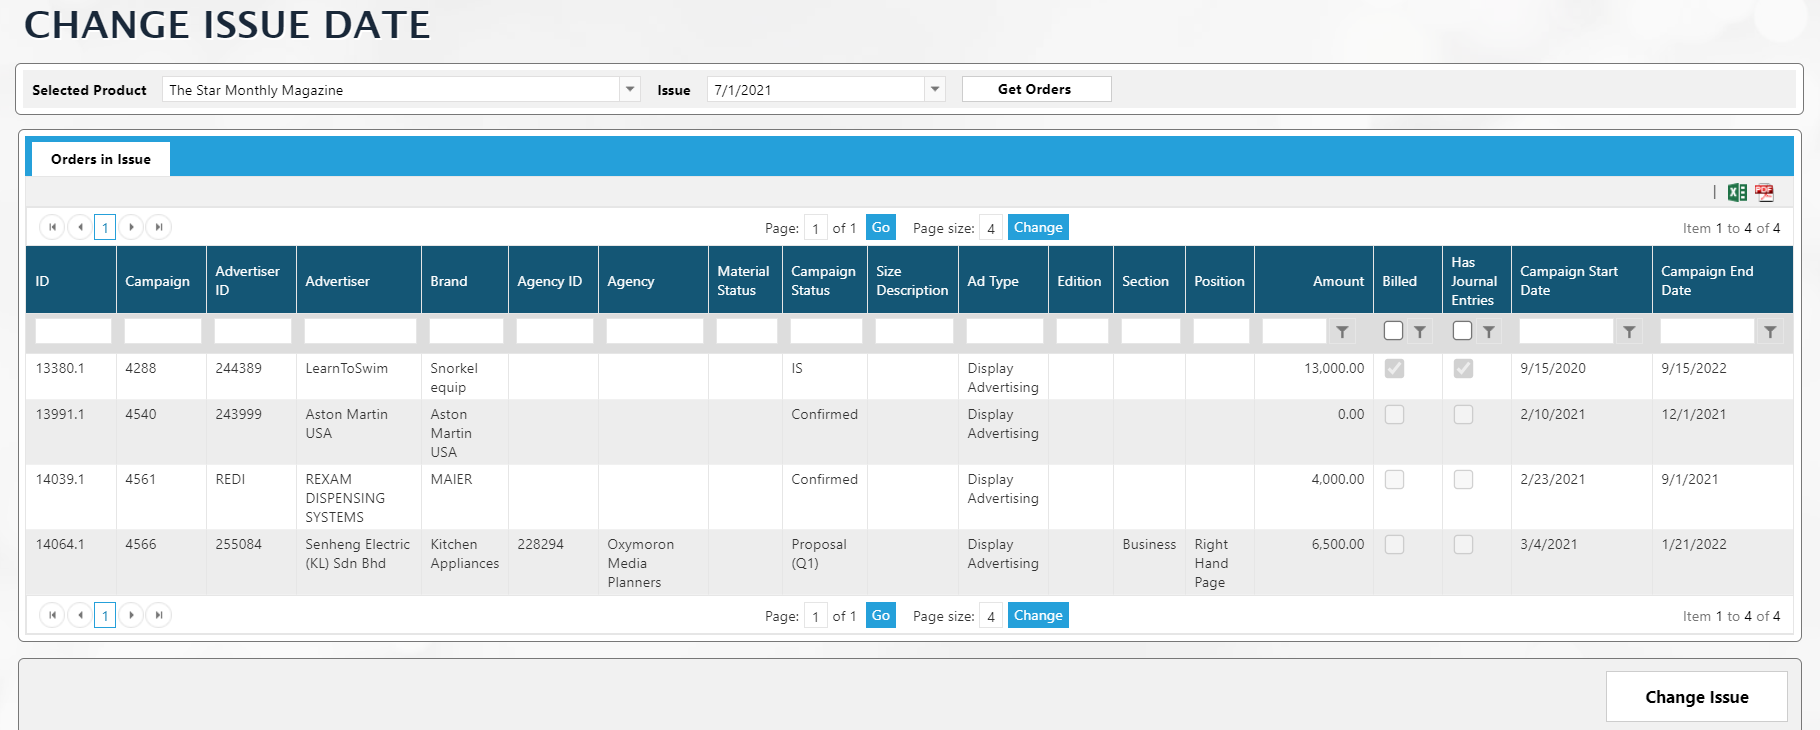 CHANGE ISSUE DATE
Selected Product The Star Monthly Magazine Issue 7/1/2021 Get Orders
Orders in Issue
PDF
1 Page: 1 of 1 Go Page size: 4 Change Item 1 to 4 of 4
ID Campaign Advertiser ID Advertiser Brand Agency ID Agency Material Status Campaign Status Size Description Ad Type Edition Section Position Amount Billed Has Journal Entries Campaign Start Date Campaign End Date
13380.1 4288 244389 LearnToSwim Snorkel equip IS Display Advertising 13,000.00 9/15/2020 9/15/2022
13991.1 4540 243999 Aston Martin USA Aston Martin USA Confirmed Display Advertising 0.00 2/10/2021 12/1/2021
14039.1 4561 REDI REXAM DISPENSING SYSTEMS MAIER Confirmed Display Advertising 4,000.00 2/23/2021 9/1/2021
14064.1 4566 255084 Senheng Electric (KL) Sdn Bhd Kitchen Appliances 228294 Oxymoron Media Planners Proposal (Q1) Display Advertising Business Right Hand Page 6,500.00 3/4/2021 1/21/2022
1 Page: 1 of 1 Go Page size: 4 Change Item 1 to 4 of 4
Change Issue